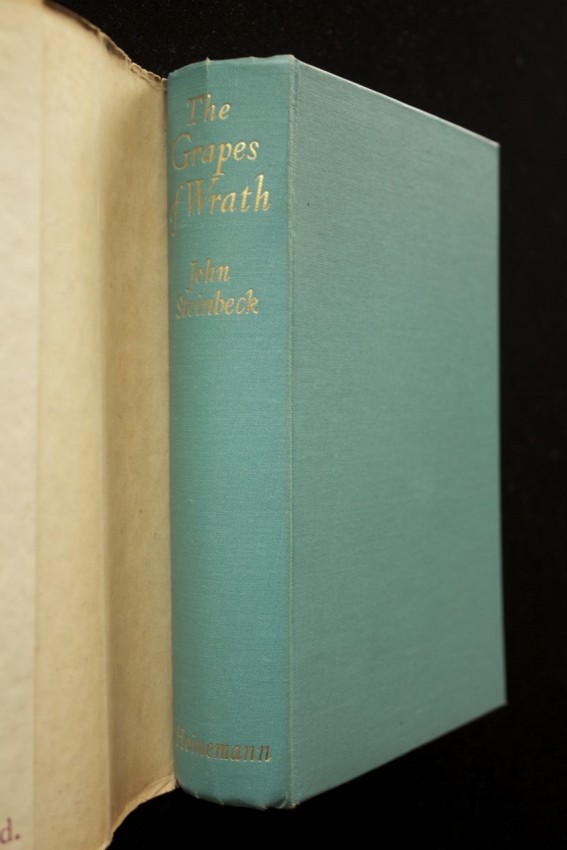 The
Grapes
of Wrath
John
Steinbeck
Heinemann
d.